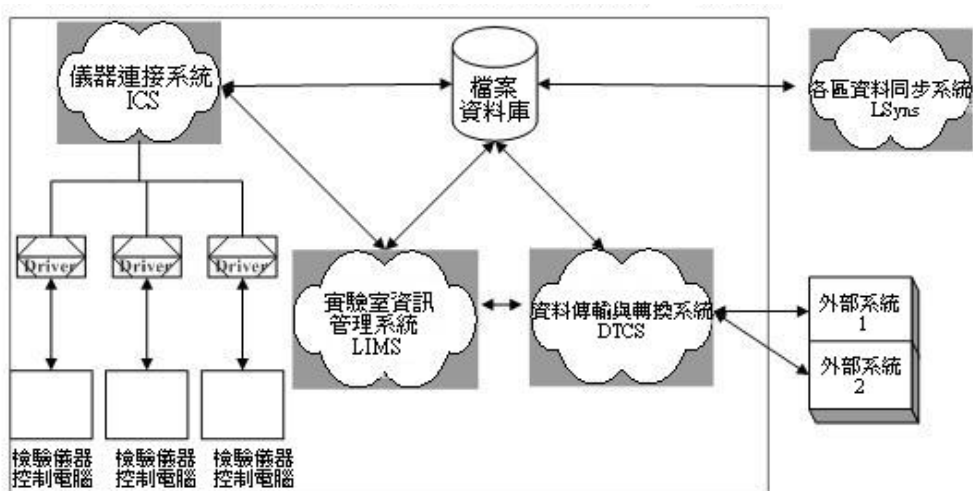 儀器連接系統
ICS
檔案
資料庫
各區資料同步系統
LSyns
Driver
Driver
Driver
實驗室資訊
管理系統
LIMS
資料傳輸與轉換系統
DTCS
外部系統
1
外部系統
2
檢驗儀器
控制電腦
檢驗儀器
控制電腦
檢驗儀器
控制電腦